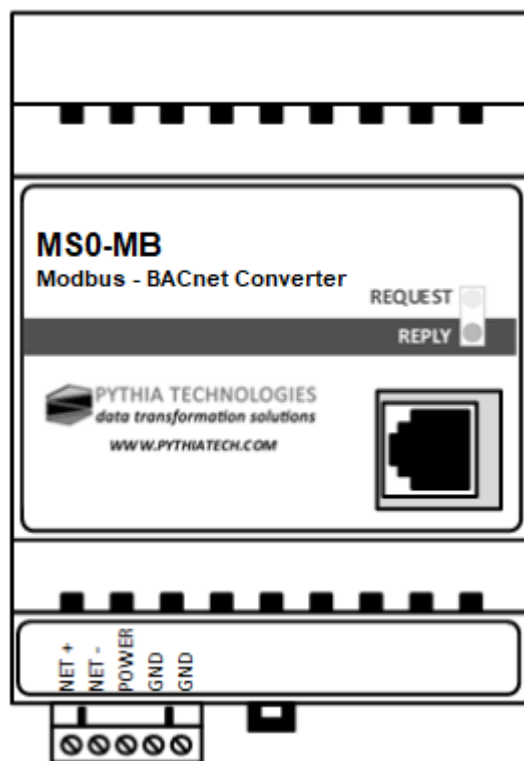 MS0-MB
Modbus - BACnet Converter
REQUEST
REPLY
PYTHIA TECHNOLOGIES
data transformation solutions
WWW.PYTHIATECH.COM
NET +
NET -
POWER
GND
GND